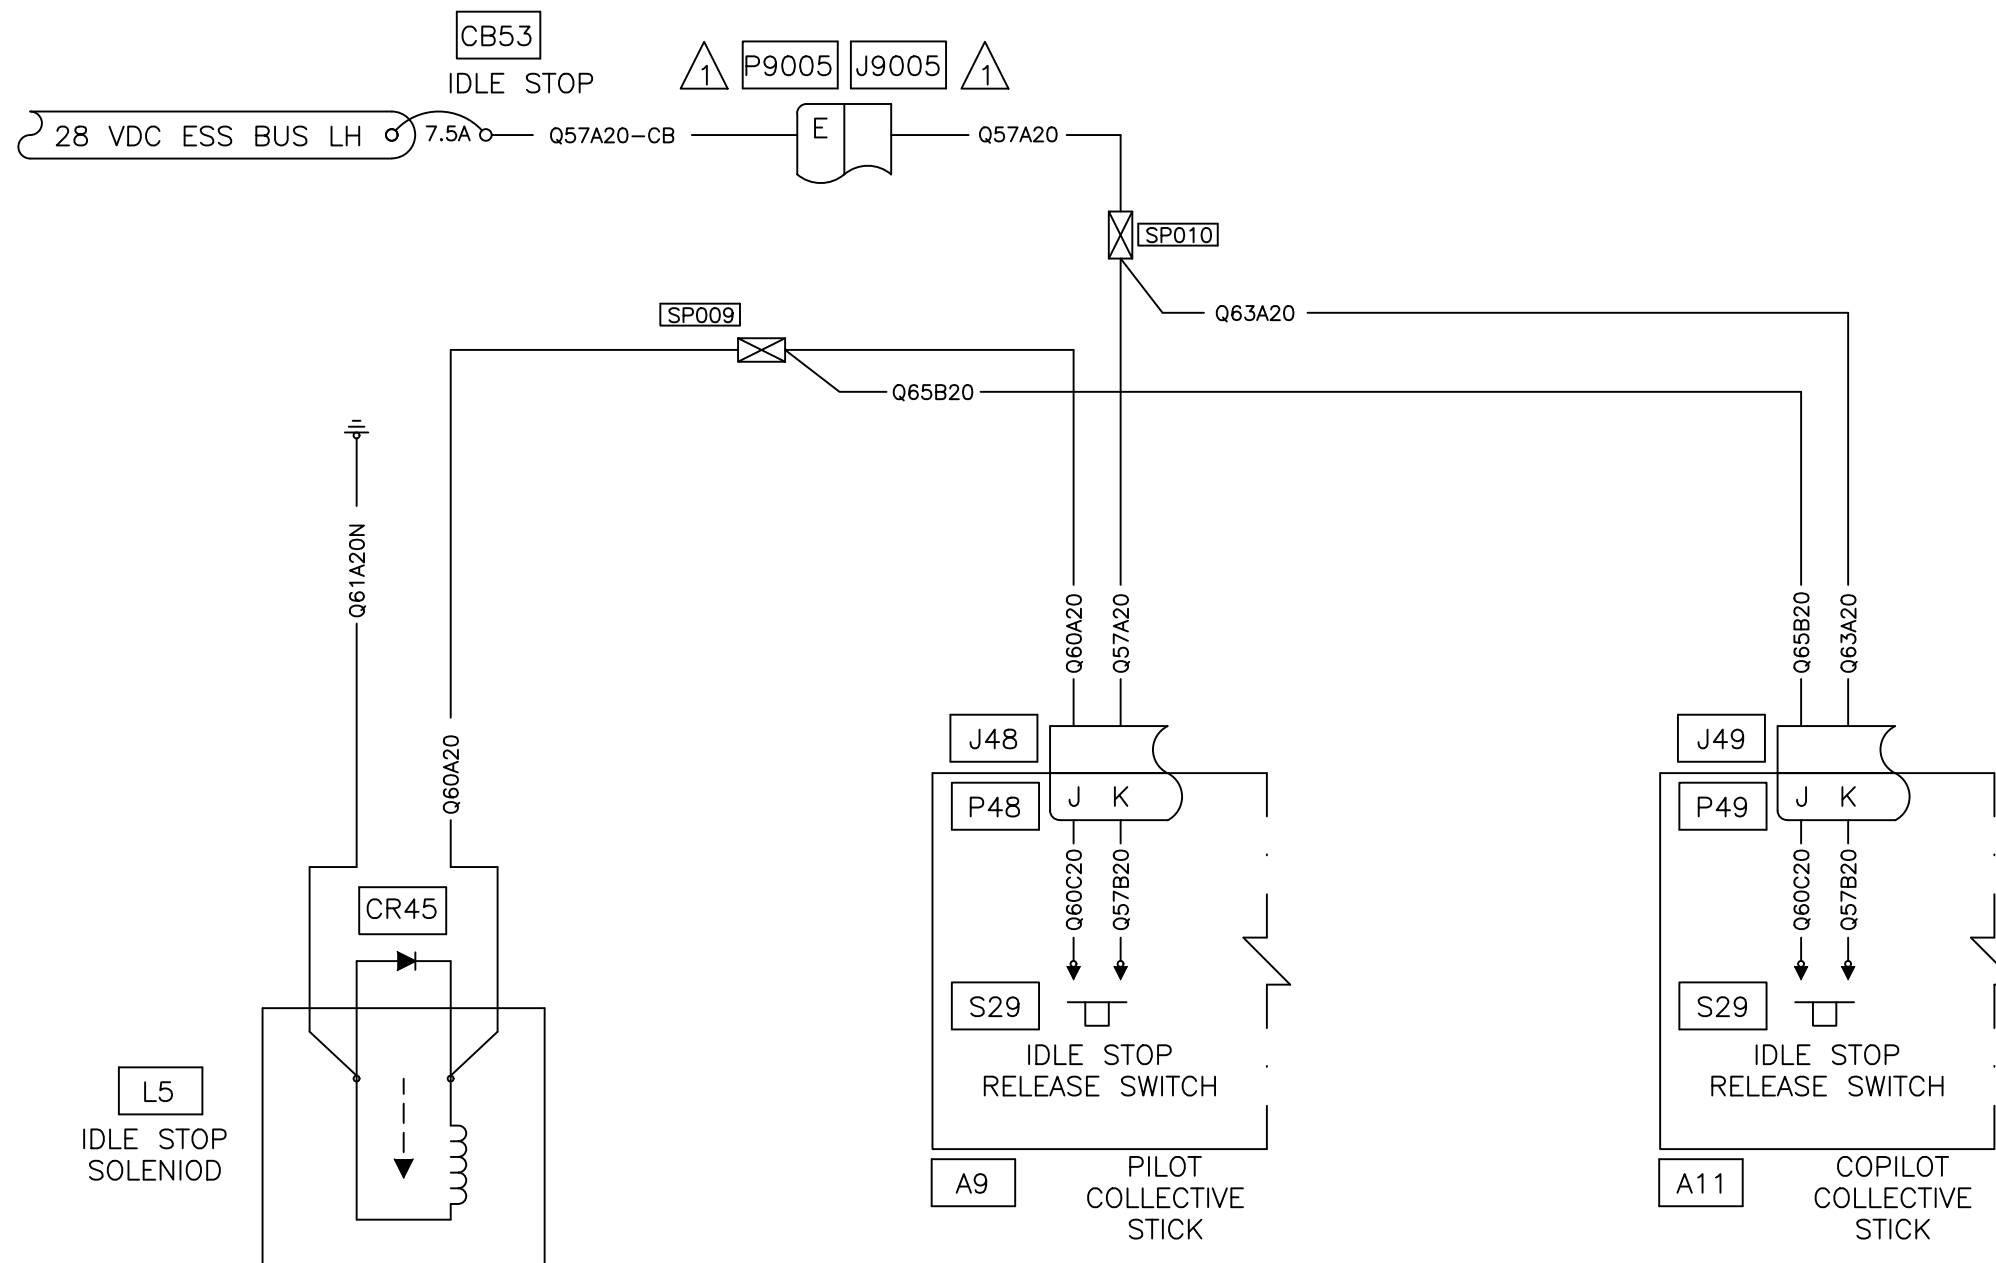 CB53
IDLE STOP
1
P9005
J9005
1
28 VDC ESS BUS LH
7.5A
Q57A20-CB
E
Q57A20
SP010
SP009
Q63A20
Q65B20
Q61A20N
Q60A20
Q57A20
Q65B20
Q63A20
Q60A20
J48
J49
P48
J K
P49
J K
Q60C20
Q57B20
Q60C20
Q57B20
CR45
S29
IDLE STOP
RELEASE SWITCH
S29
IDLE STOP
RELEASE SWITCH
L5
IDLE STOP
SOLENIOD
A9
PILOT
COLLECTIVE
STICK
A11
COPILOT
COLLECTIVE
STICK